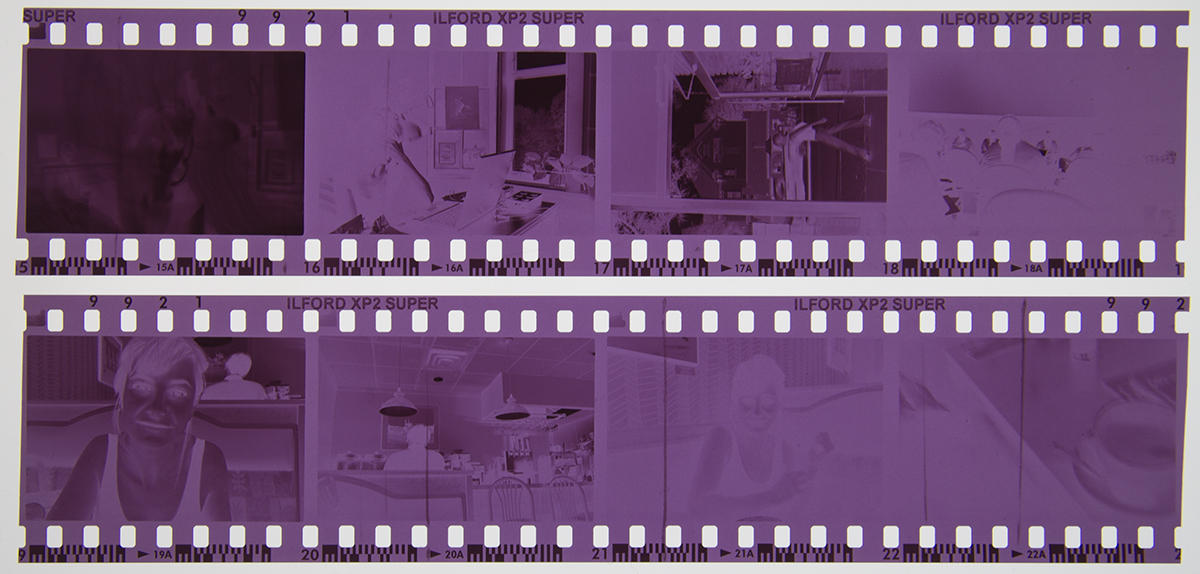 SUPER 9 9 2 1 ILFORD XP2 SUPER ILFORD XP2 SUPER
5 15A 16 16A 17 17A 18 18A 1
9 9 2 1 ILFORD XP2 SUPER ILFORD XP2 SUPER 9 9 2
9 19A 20 20A 21 21A 22 22A 2